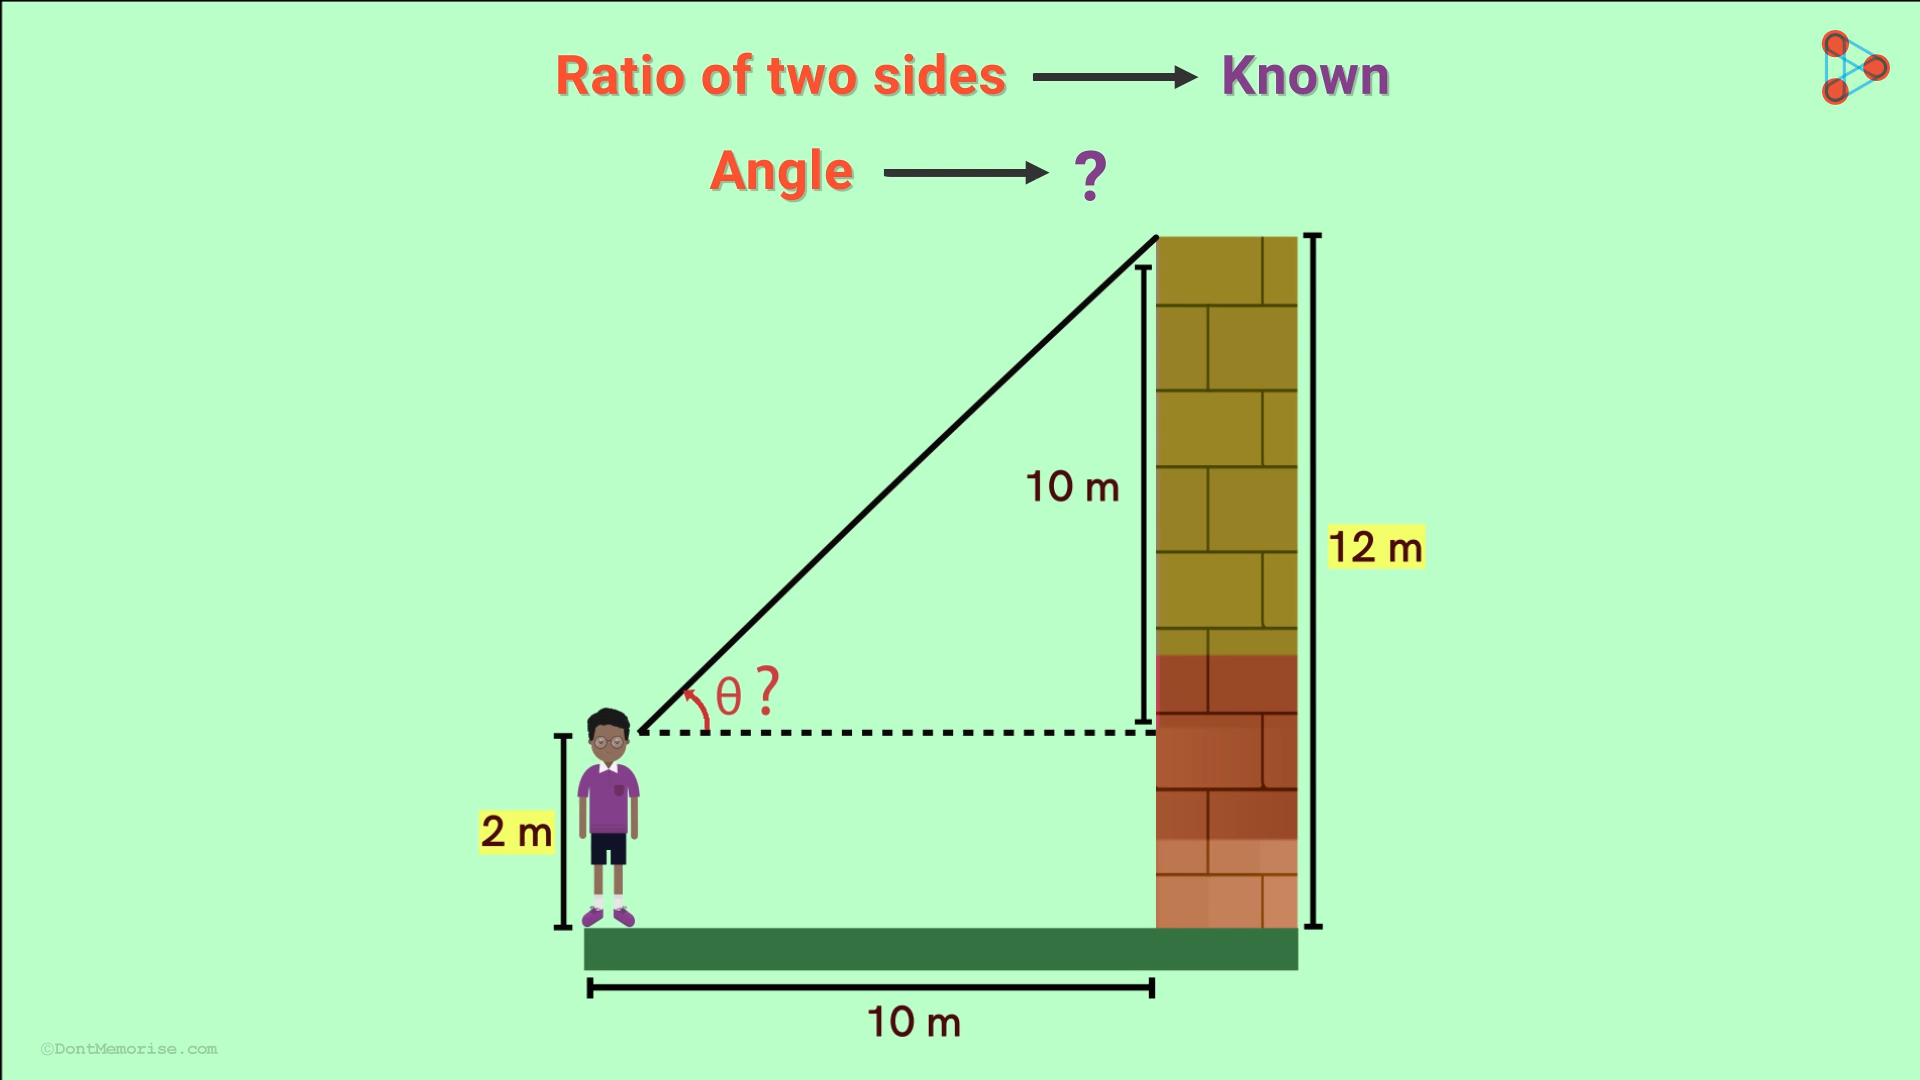 Ratio of two sides Known
Angle ?
10 m
12 m
θ ?
2 m
10 m
©DontMemorise.com